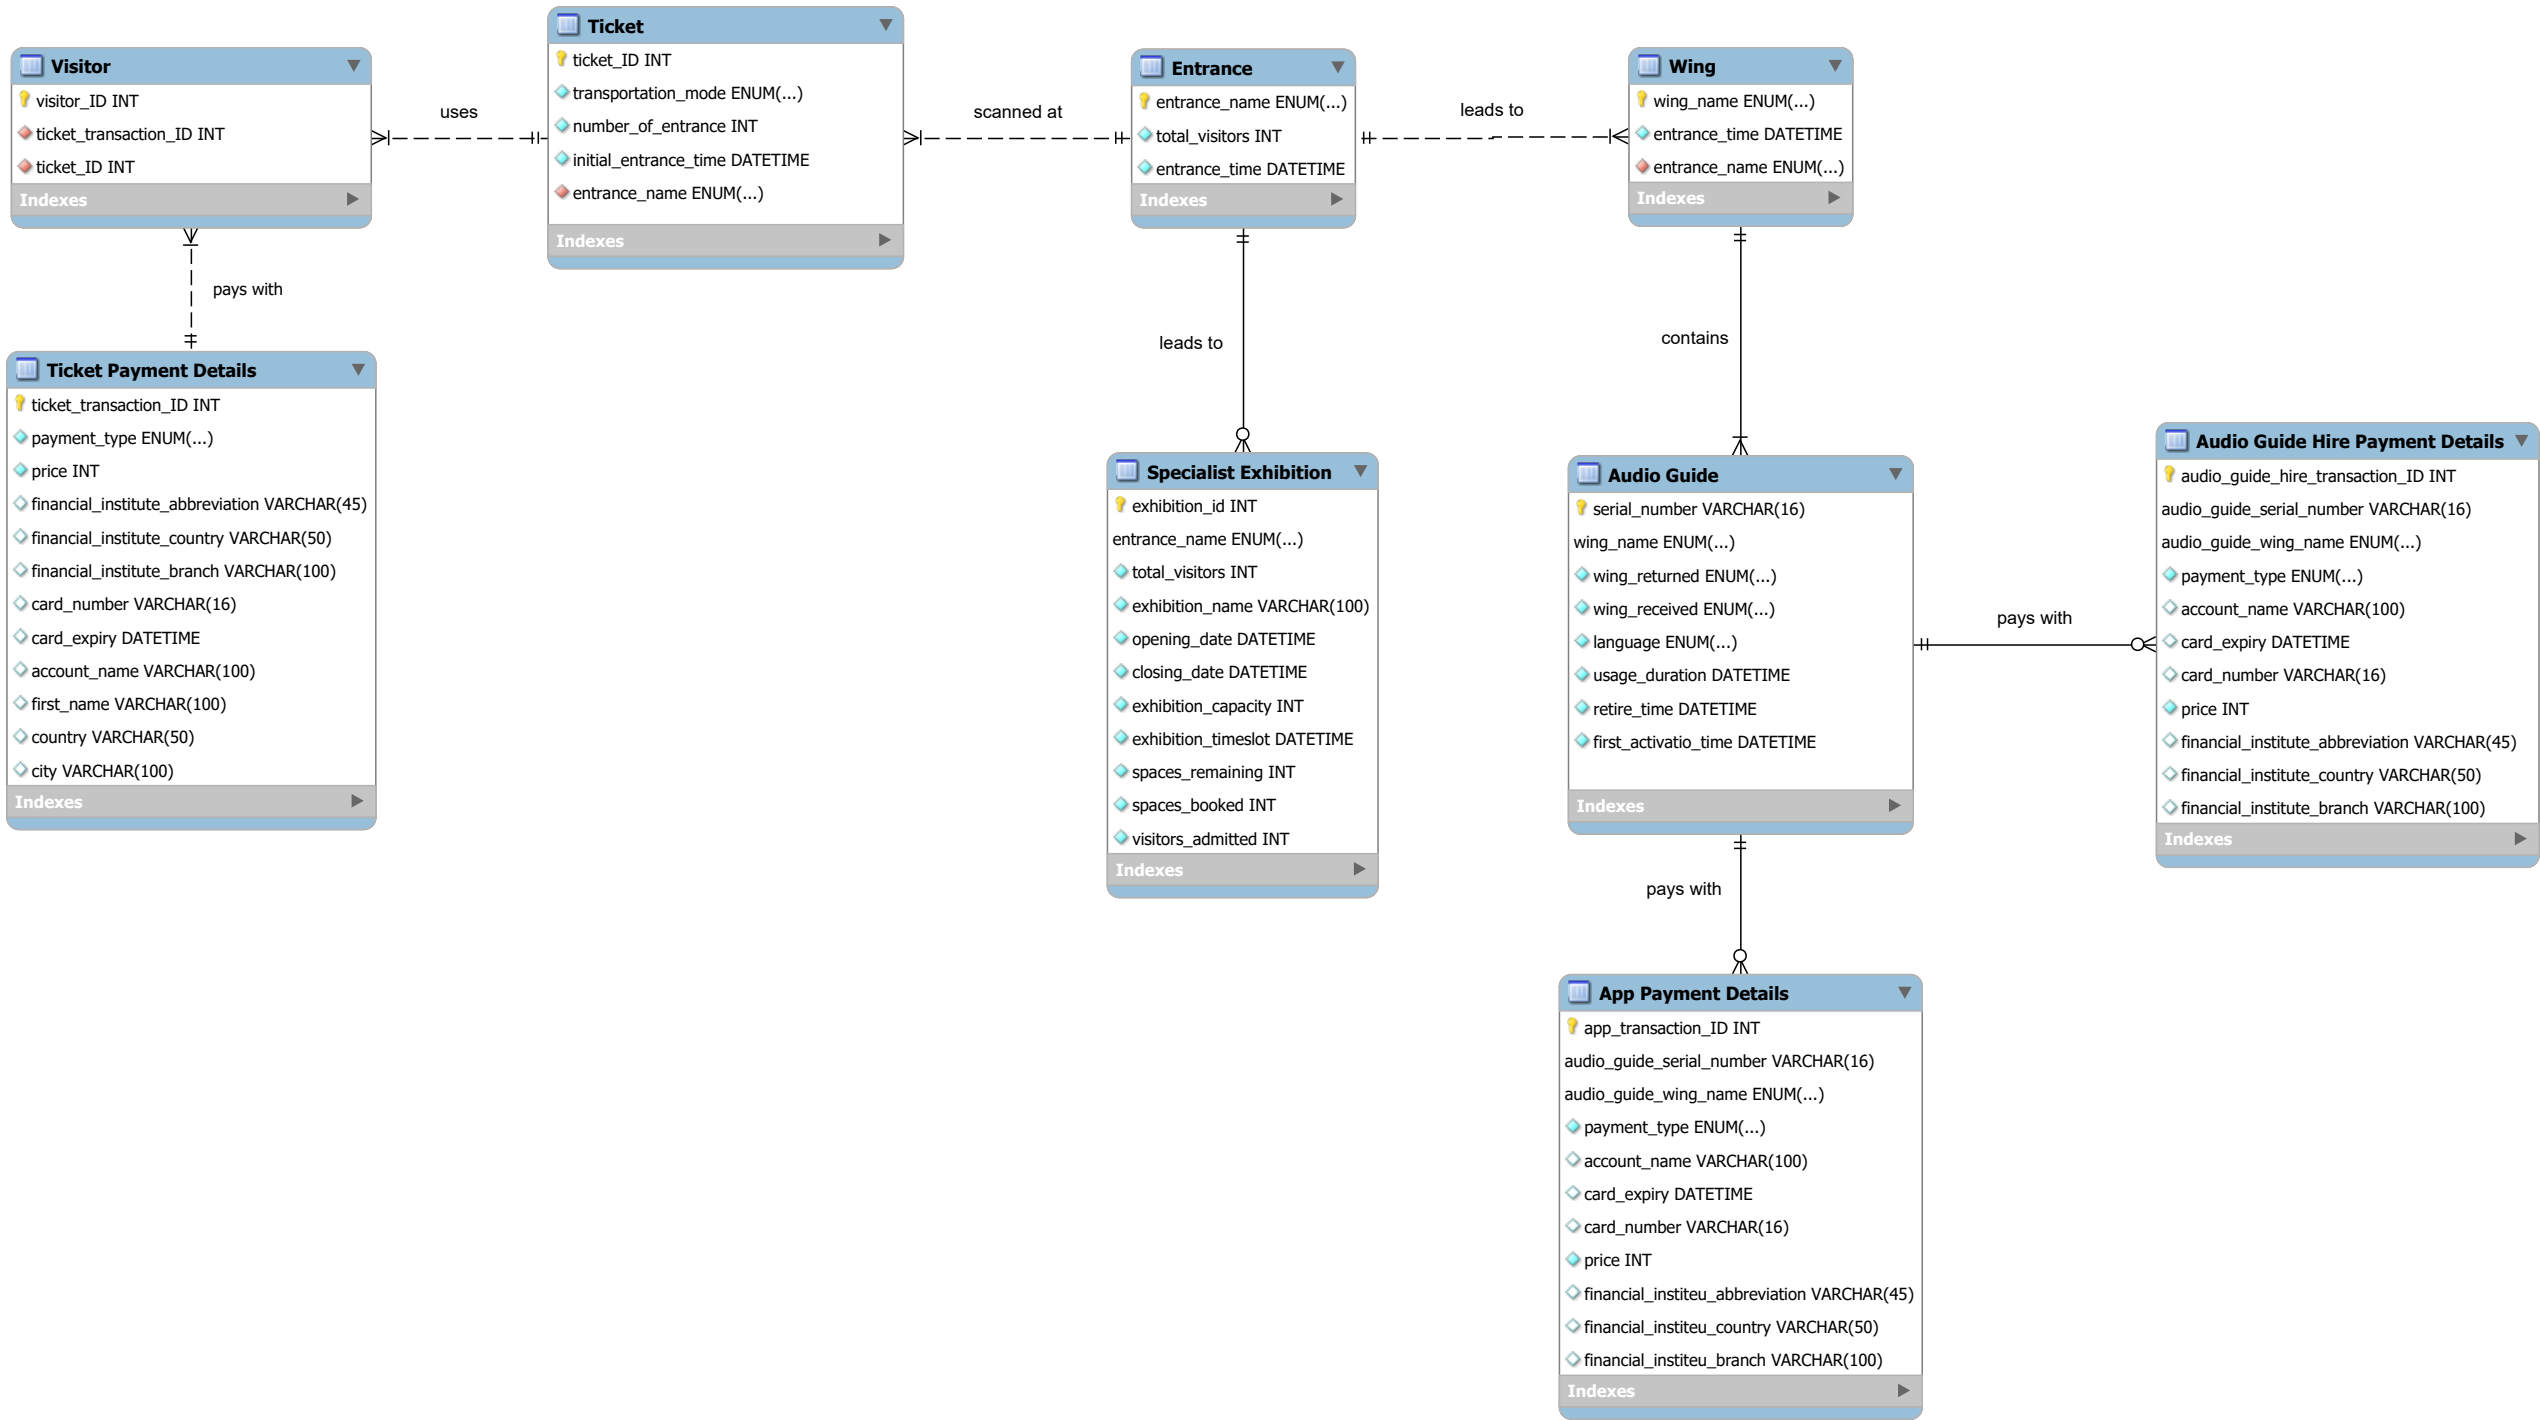 Visitor
visitor_ID INT
ticket_transaction_ID INT
ticket_ID INT
Indexes
uses
Ticket
ticket_ID INT
transportation_mode ENUM(...)
number_of_entrance INT
initial_entrance_time DATETIME
entrance_name ENUM(...)
Indexes
scanned at
Entrance
entrance_name ENUM(...)
total_visitors INT
entrance_time DATETIME
Indexes
leads to
Wing
wing_name ENUM(...)
entrance_time DATETIME
entrance_name ENUM(...)
Indexes
pays with
Ticket Payment Details
ticket_transaction_ID INT
payment_type ENUM(...)
price INT
financial_institute_abbreviation VARCHAR(45)
financial_institute_country VARCHAR(50)
financial_institute_branch VARCHAR(100)
card_number VARCHAR(16)
card_expiry DATETIME
account_name VARCHAR(100)
first_name VARCHAR(100)
country VARCHAR(50)
city VARCHAR(100)
Indexes
leads to
Specialist Exhibition
exhibition_id INT
entrance_name ENUM(...)
total_visitors INT
exhibition_name VARCHAR(100)
opening_date DATETIME
closing_date DATETIME
exhibition_capacity INT
exhibition_timeslot DATETIME
spaces_remaining INT
spaces_booked INT
visitors_admitted INT
Indexes
contains
Audio Guide
serial_number VARCHAR(16)
wing_name ENUM(...)
wing_returned ENUM(...)
wing_received ENUM(...)
language ENUM(...)
usage_duration DATETIME
retire_time DATETIME
first_activatio_time DATETIME
Indexes
pays with
Audio Guide Hire Payment Details
audio_guide_hire_transaction_ID INT
audio_guide_serial_number VARCHAR(16)
audio_guide_wing_name ENUM(...)
payment_type ENUM(...)
account_name VARCHAR(100)
card_expiry DATETIME
card_number VARCHAR(16)
price INT
financial_institute_abbreviation VARCHAR(45)
financial_institute_country VARCHAR(50)
financial_institute_branch VARCHAR(100)
Indexes
pays with
App Payment Details
app_transaction_ID INT
audio_guide_serial_number VARCHAR(16)
audio_guide_wing_name ENUM(...)
payment_type ENUM(...)
account_name VARCHAR(100)
card_expiry DATETIME
card_number VARCHAR(16)
price INT
financial_institeu_abbreviation VARCHAR(45)
financial_institeu_country VARCHAR(50)
financial_institeu_branch VARCHAR(100)
Indexes